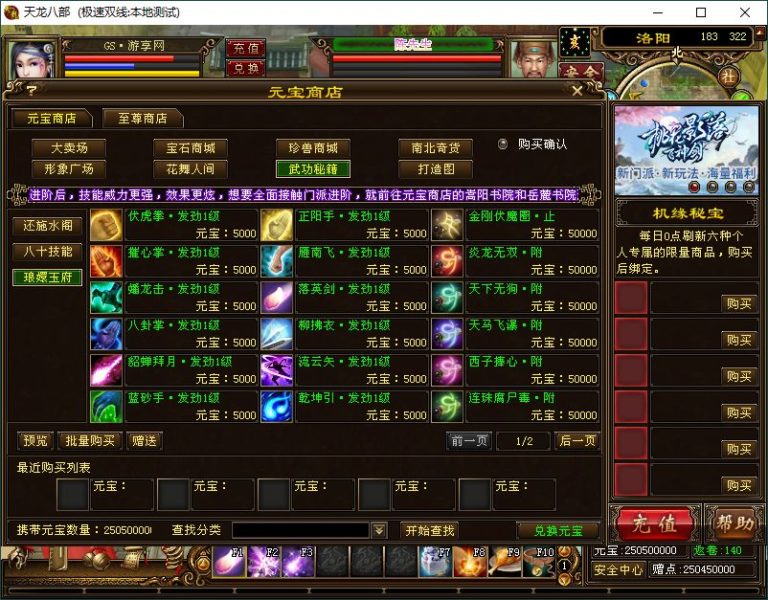 天龙八部 (极速双线:本地测试)
GS·游享网
充值
兑换
陈先生
安全
洛阳 183 322
北
社
?
元宝商店
元宝商店 至尊商店
大卖场 宝石商城 珍兽商城 南北奇货 购买确认
形象广场 花舞人间 武功秘籍 打造图
进阶后，技能威力更强，效果更炫，想要全面接触门派进阶，就前往元宝商店的嵩阳书院和岳麓书院
还施水阁
八十技能
琅嬛玉府
伏虎掌·发劲1级 正阳手·发劲1级 金刚伏魔圈·止
元宝：5000 元宝：5000 元宝：50000
摧心掌·发劲1级 雁南飞·发劲1级 炎龙无双·附
元宝：5000 元宝：5000 元宝：50000
蟠龙击·发劲1级 落英剑·发劲1级 天下无狗·附
元宝：5000 元宝：5000 元宝：50000
八卦掌·发劲1级 柳拂衣·发劲1级 天马飞瀑·附
元宝：5000 元宝：5000 元宝：50000
貂蝉拜月·发劲1级 流云矢·发劲1级 西子捧心·附
元宝：5000 元宝：5000 元宝：50000
蓝砂手·发劲1级 乾坤引·发劲1级 连珠腐尸毒·附
元宝：5000 元宝：5000 元宝：50000
预览 批量购买 赠送 前一页 1/2 后一页
最近购买列表
元宝： 元宝： 元宝： 元宝： 元宝：
携带元宝数量：25050000 查找分类 开始查找 兑换元宝
新门派·新玩法·海量福利
机缘秘宝
每日0点刷新六种个
人专属的限量商品，购买
后绑定。
购买
购买
购买
购买
购买
购买
充值 帮助
元宝:250500000 返卷:140
安全中心 赠点:250450000
F1 F2 F3 F7 F8 F9 F10
1